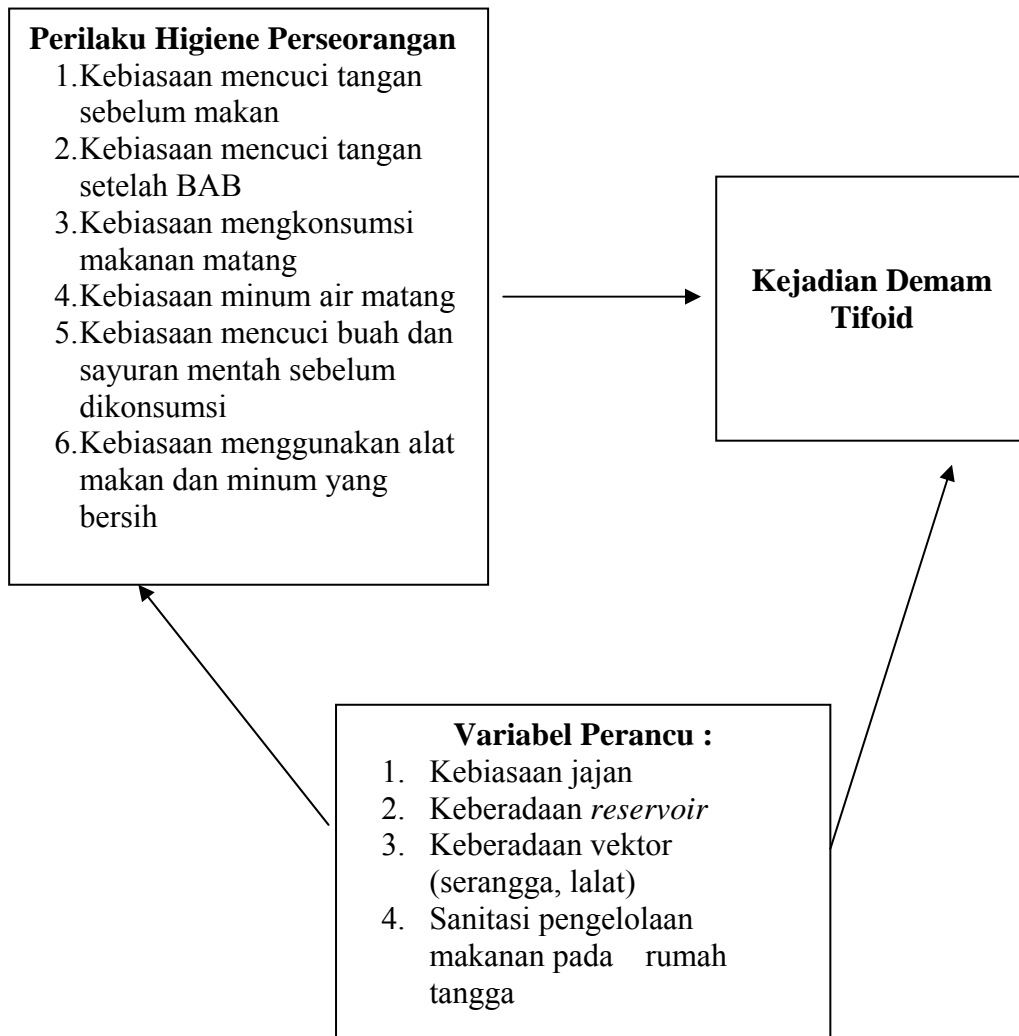 Perilaku Higiene Perseorangan
1.Kebiasaan mencuci tangan
sebelum makan
2.Kebiasaan mencuci tangan
setelah BAB
3.Kebiasaan mengkonsumsi
makanan matang
4.Kebiasaan minum air matang
5.Kebiasaan mencuci buah dan
sayuran mentah sebelum
dikonsumsi
6.Kebiasaan menggunakan alat
makan dan minum yang
bersih
Kejadian Demam
Tifoid
Variabel Perancu :
1. Kebiasaan jajan
2. Keberadaan reservoir
3. Keberadaan vektor
(serangga, lalat)
4. Sanitasi pengelolaan
makanan pada rumah
tangga